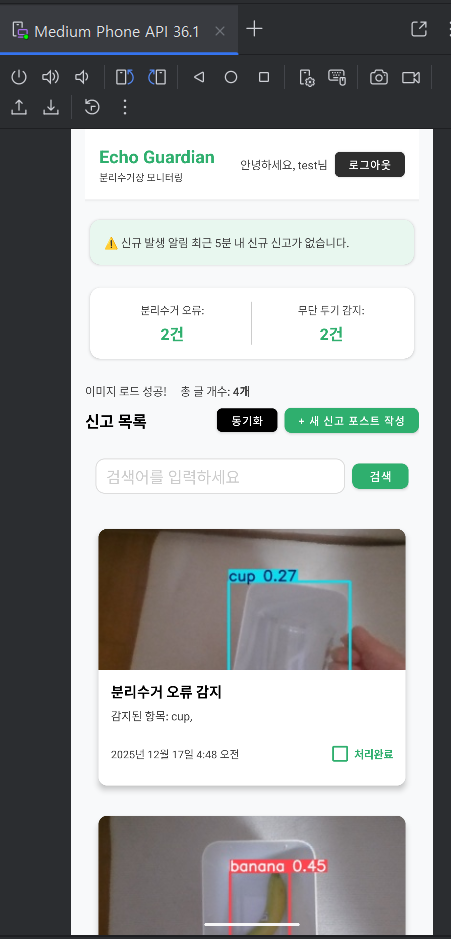 Medium Phone API 36.1
Echo Guardian
분리수거장 모니터링
안녕하세요, test님
로그아웃
⚠️ 신규 발생 알림 최근 5분 내 신규 신고가 없습니다.
분리수거 오류:
2건
무단 투기 감지:
2건
이미지 로드 성공! 총 글 개수: 4개
신고 목록
동기화
+ 새 신고 포스트 작성
검색어를 입력하세요
검색
cup 0.27
분리수거 오류 감지
감지된 항목: cup,
2025년 12월 17일 4:48 오전
처리완료
banana 0.45